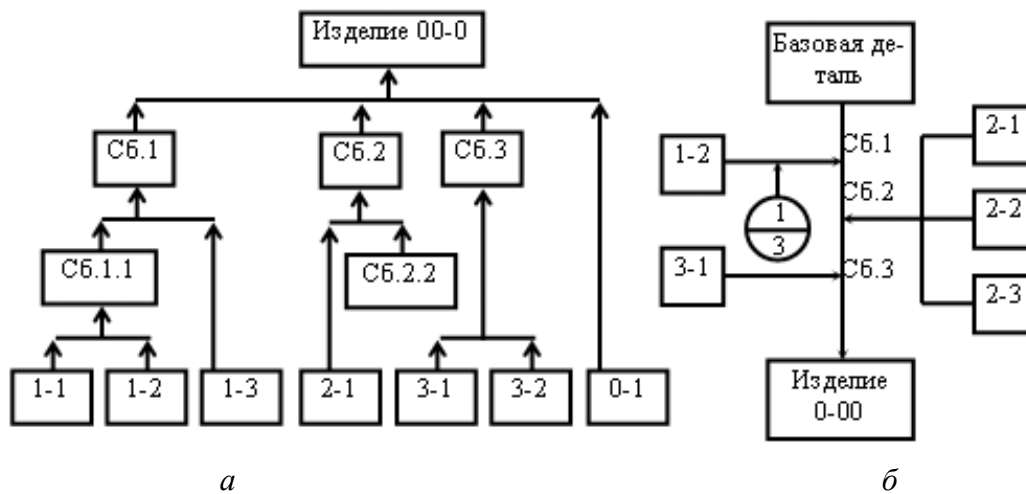 Изделие 00-0
Сб.1
Сб.2
Сб.3
Сб.1.1
Сб.2.2
1-1
1-2
1-3
2-1
3-1
3-2
0-1
а
Базовая де-
таль
1-2
Сб.1
2-1
1
3
Сб.2
2-2
3-1
Сб.3
2-3
Изделие
0-00
б